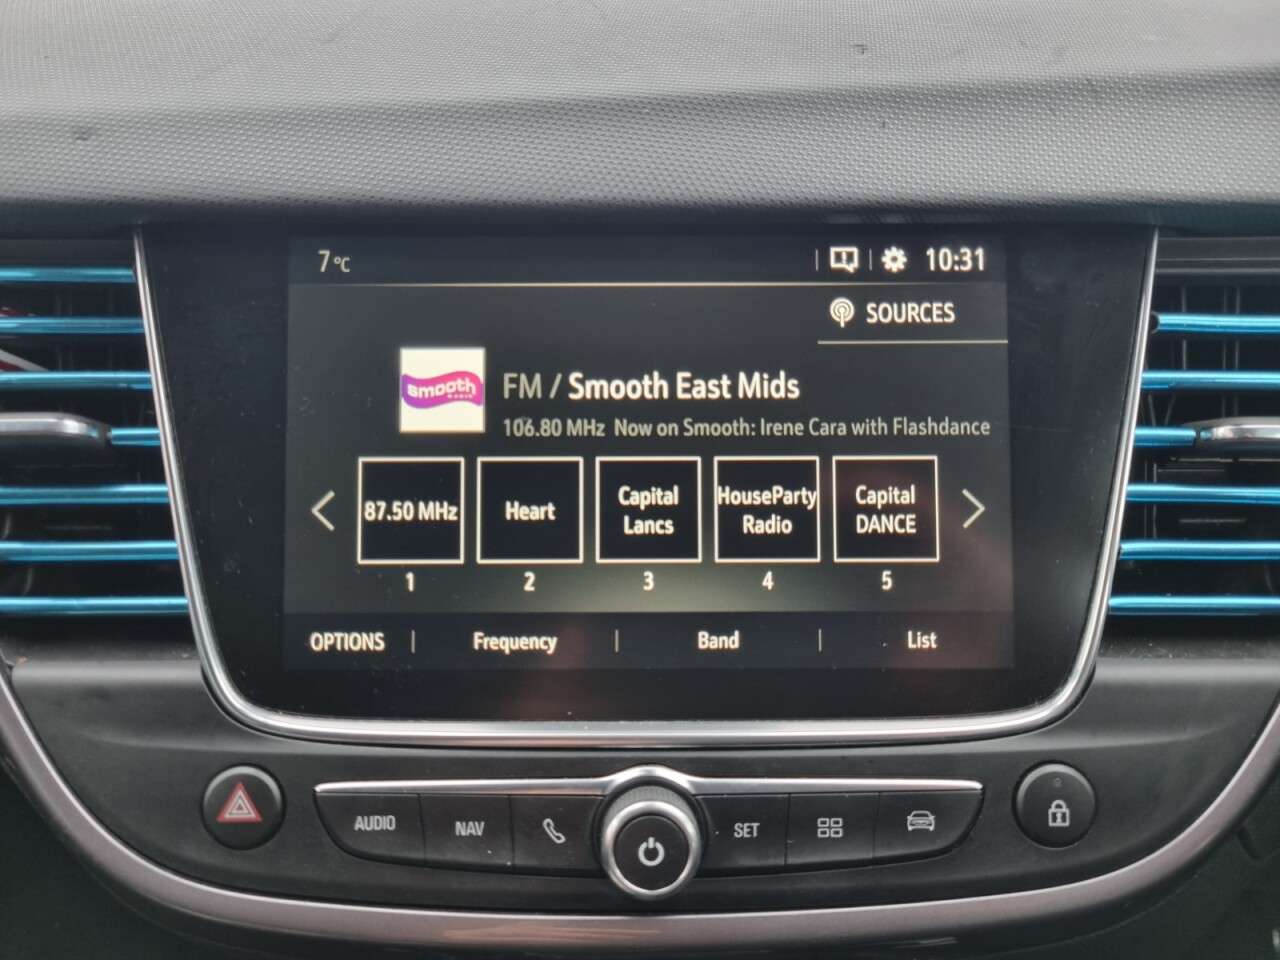 7 °C
10:31
SOURCES
smooth
RADIO
FM / Smooth East Mids
106.80 MHz Now on Smooth: Irene Cara with Flashdance
87.50 MHz
Heart
Capital
Lancs
HouseParty
Radio
Capital
DANCE
1 2 3 4 5
OPTIONS | Frequency | Band | List
AUDIO NAV SET